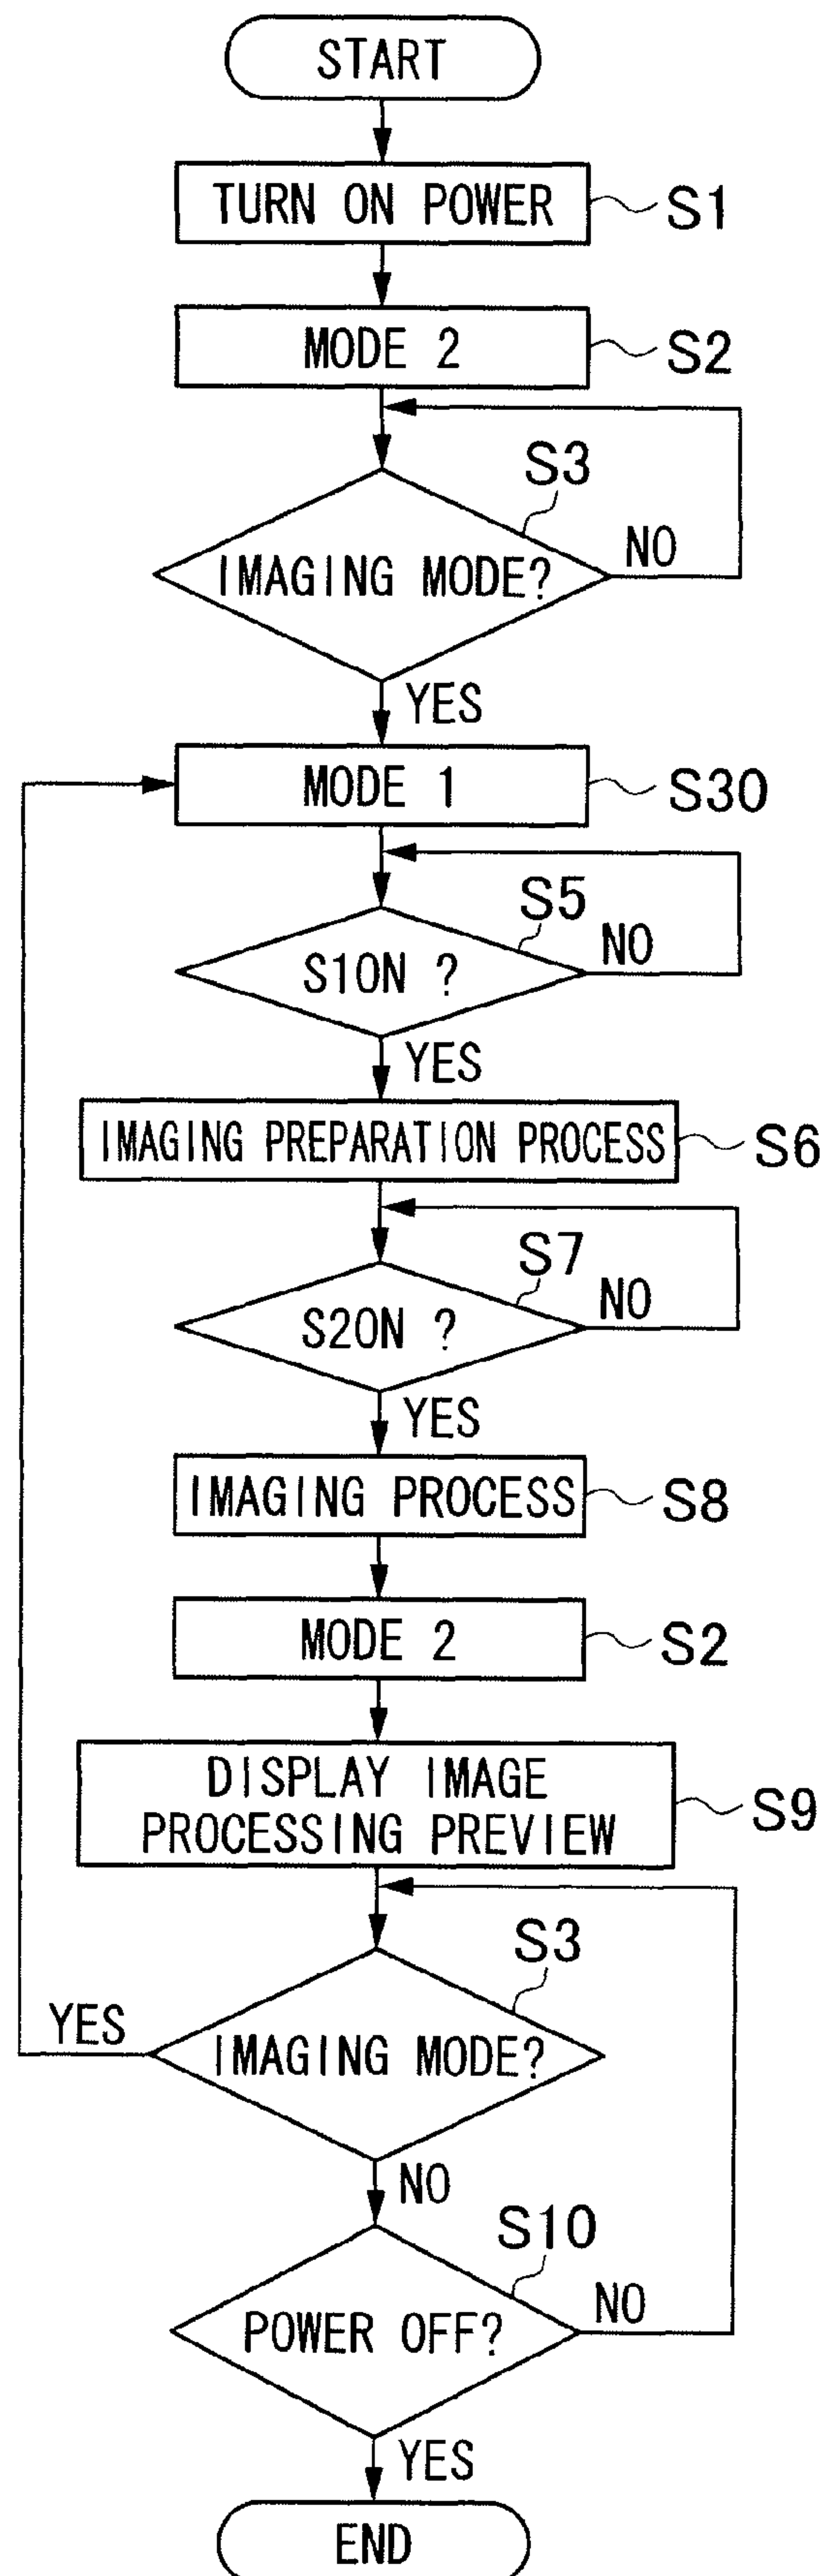 START
TURN ON POWER
S1
MODE 2
S2
S3
IMAGING MODE?
NO
YES
MODE 1
S30
S5
S1ON ?
NO
YES
IMAGING PREPARATION PROCESS
S6
S7
S2ON ?
NO
YES
IMAGING PROCESS
S8
MODE 2
S2
DISPLAY IMAGE
PROCESSING PREVIEW
S9
S3
IMAGING MODE?
YES
NO
S10
POWER OFF?
NO
YES
END